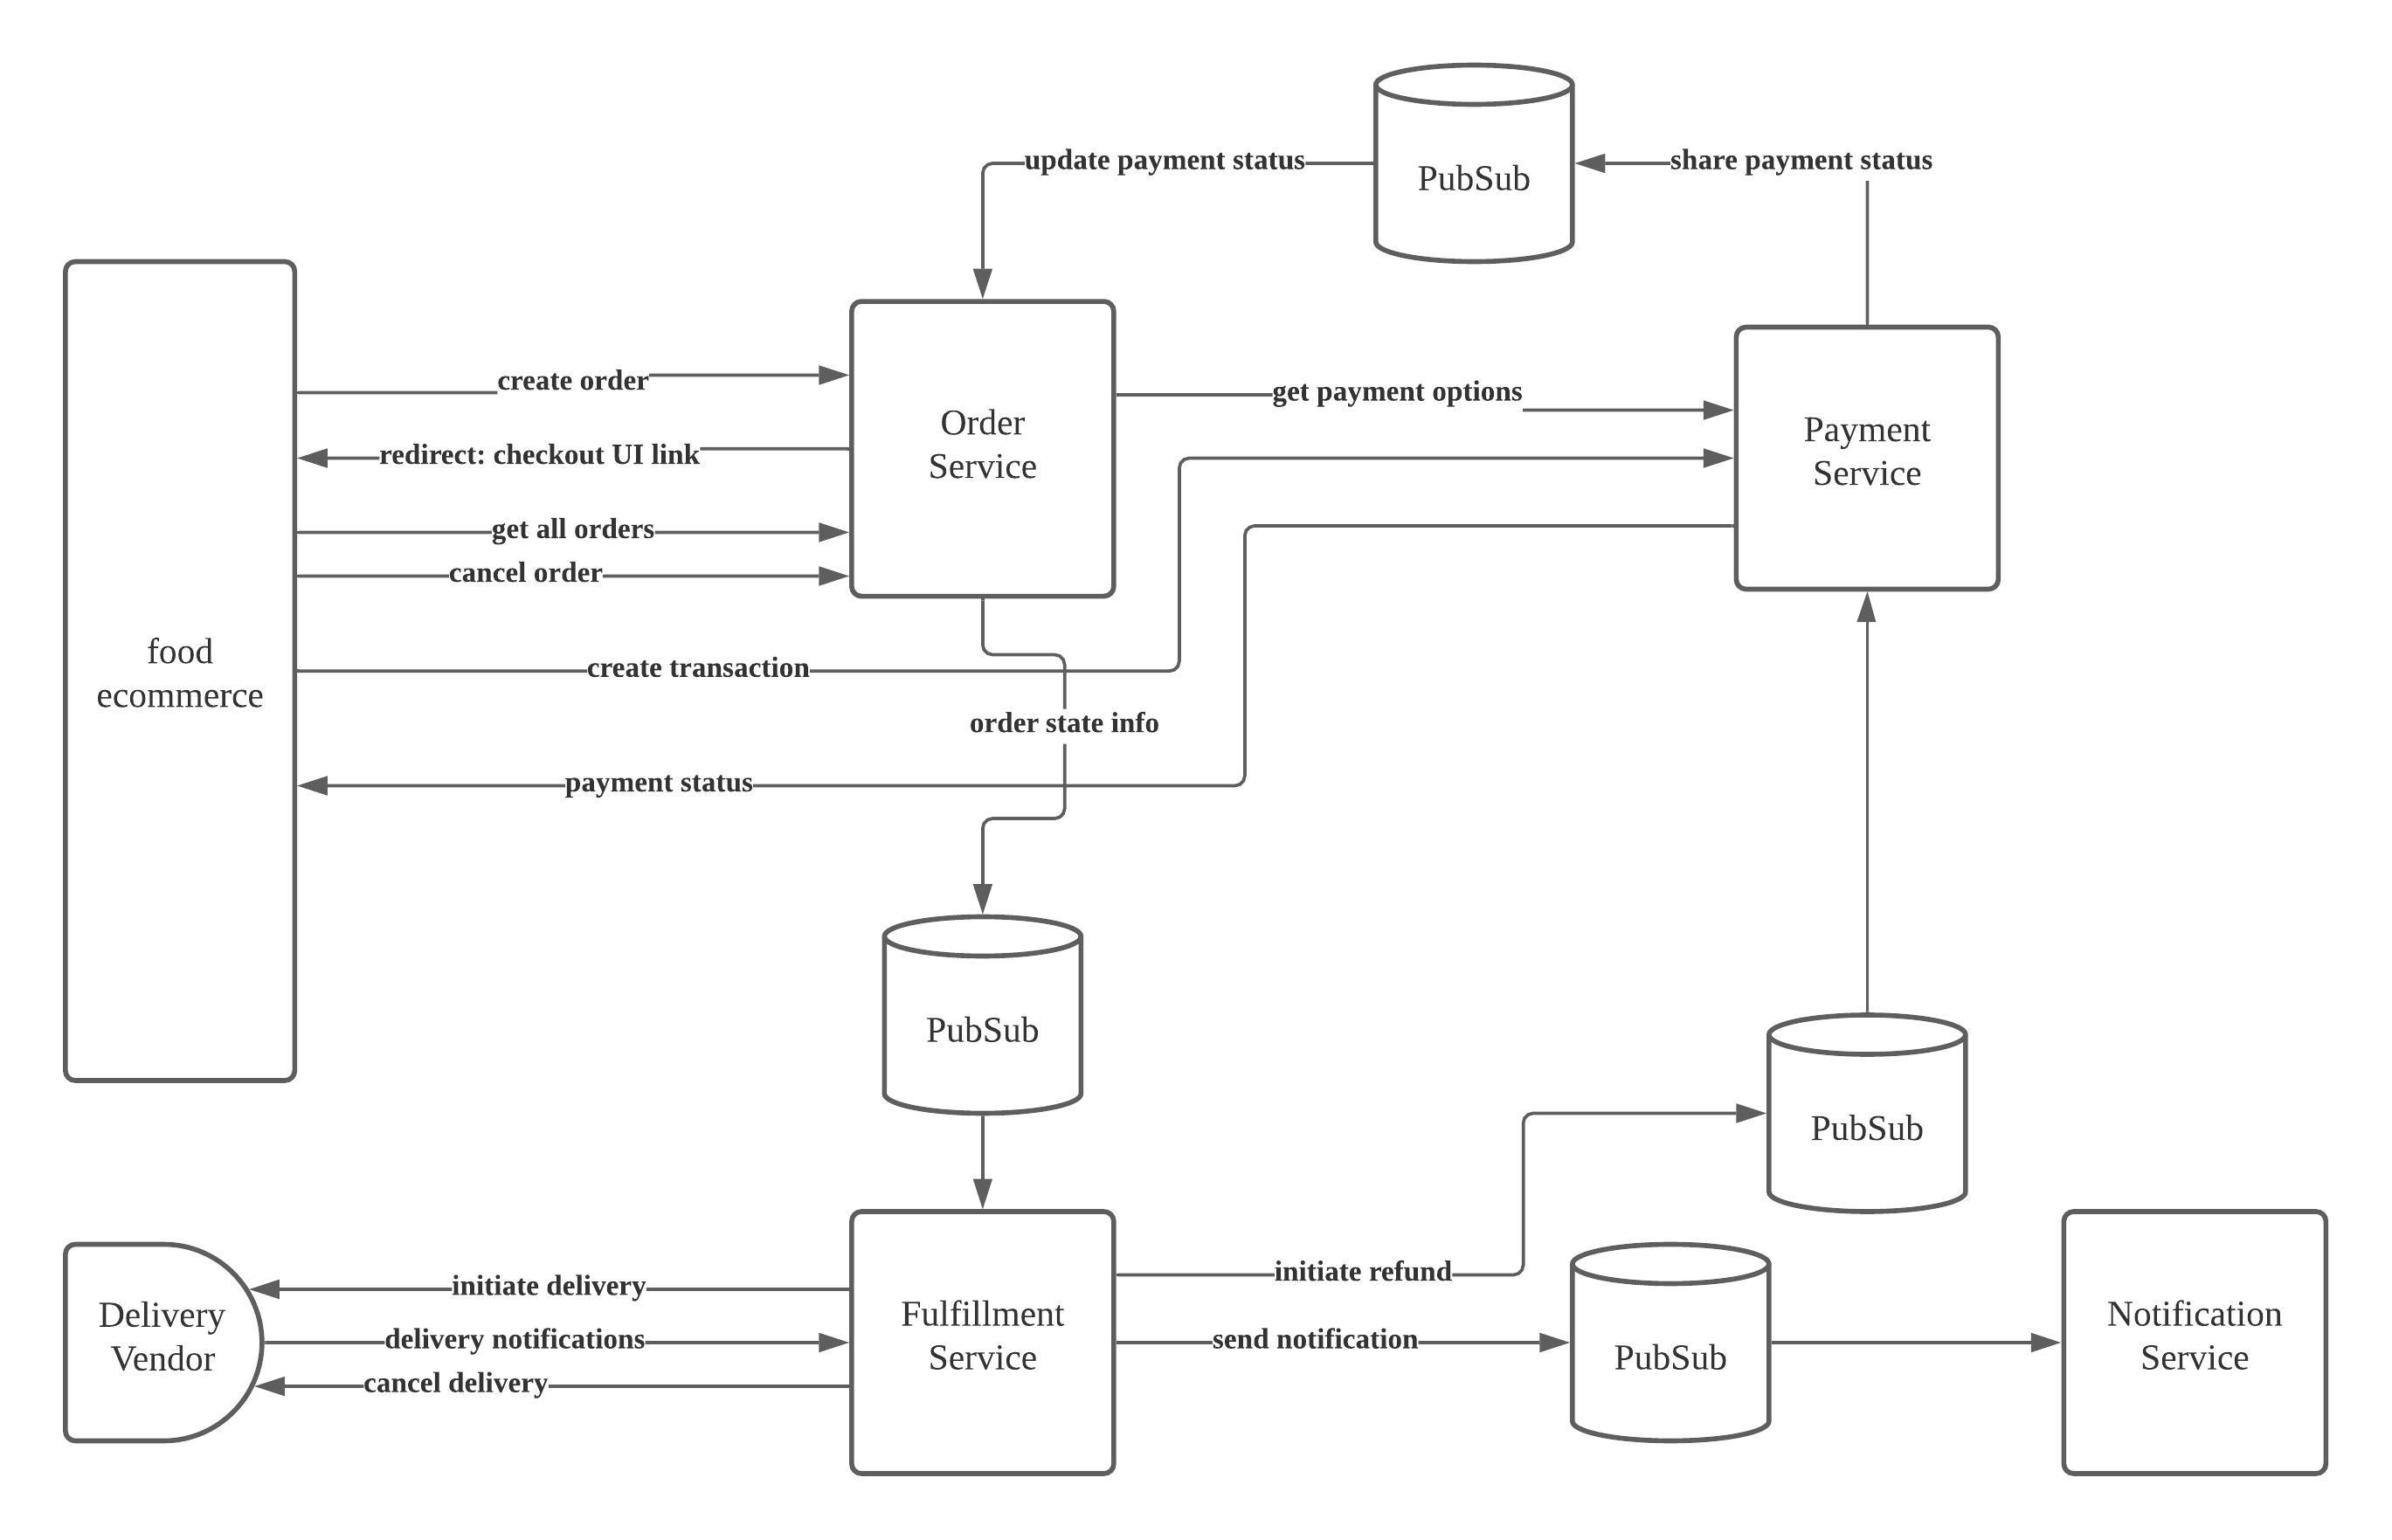 PubSub
update payment status
share payment status
create order
get payment options
Order
Service
Payment
Service
redirect: checkout UI link
get all orders
cancel order
food
ecommerce
create transaction
order state info
payment status
PubSub
PubSub
initiate delivery
initiate refund
Delivery
Vendor
delivery notifications
Fulfillment
Service
send notification
PubSub
Notification
Service
cancel delivery